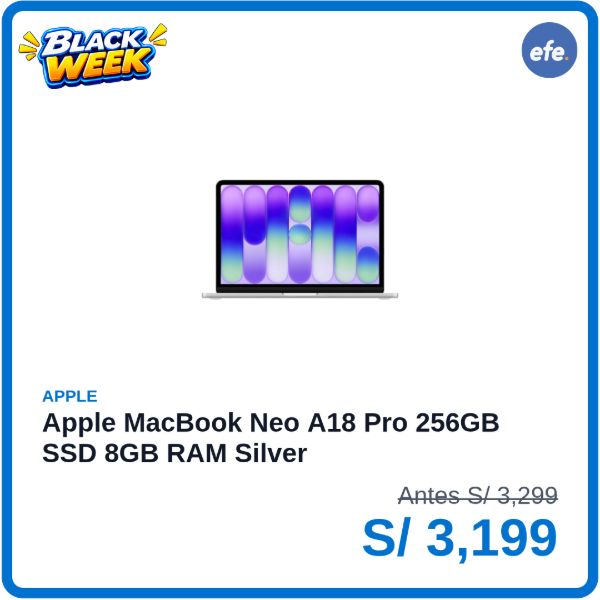 BLACK
WEEK
efe.
APPLE
Apple MacBook Neo A18 Pro 256GB
SSD 8GB RAM Silver
Antes S/ 3,299
S/ 3,199